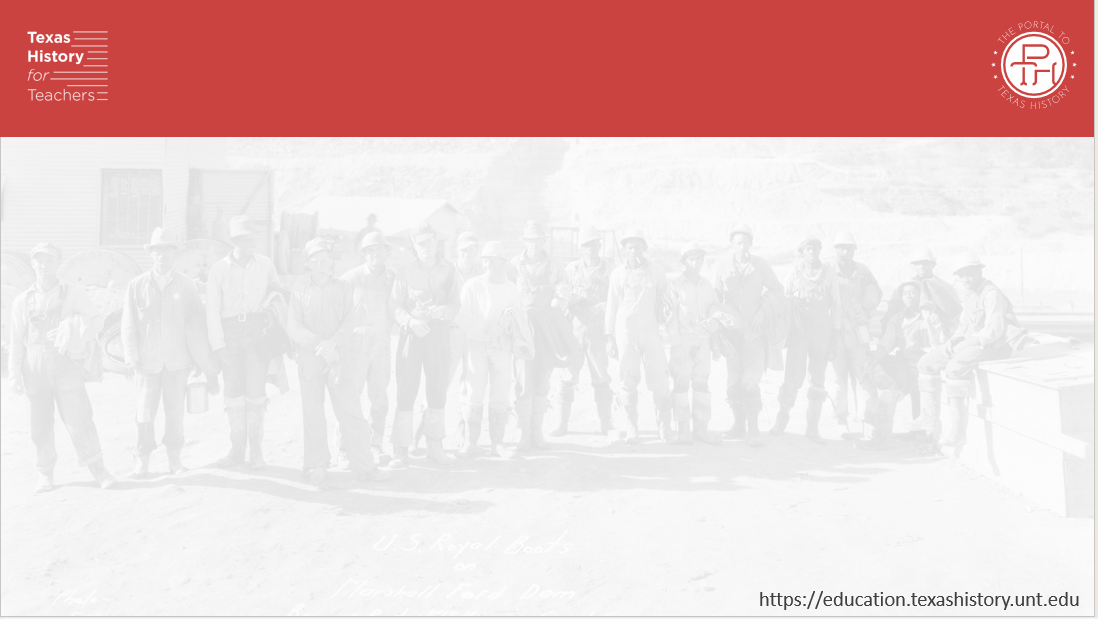 Texas
History
for
Teachers
THE PORTAL TO
PTH
TEXAS HISTORY
U.S. Royal Boots
on
Marshall Ford Dam
https://education.texashistory.unt.edu